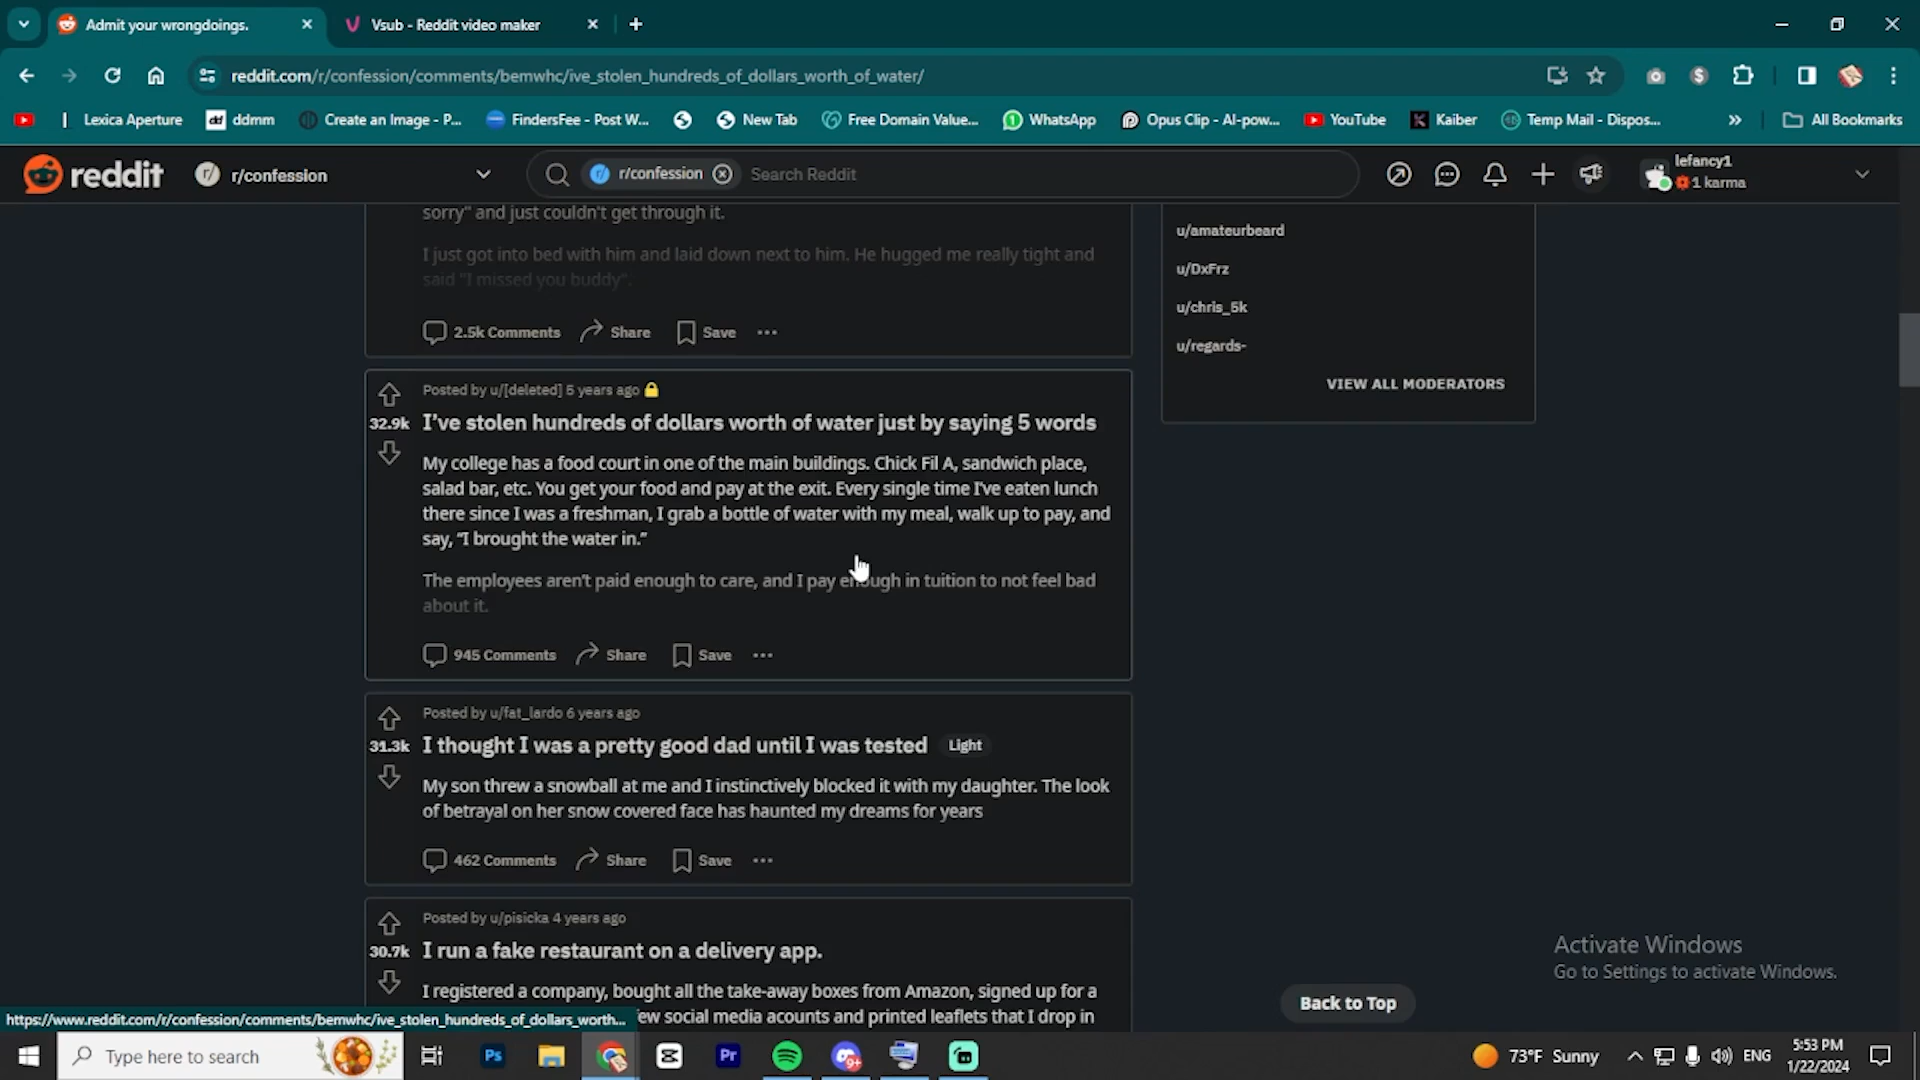 Admit your wrongdoings.
Vsub - Reddit video maker
reddit.com/r/confession/comments/bemwhc/ive_stolen_hundreds_of_dollars_worth_of_water/
Lexica Aperture
dd
ddmm
Create an Image - P...
FindersFee - Post W...
New Tab
Free Domain Value...
WhatsApp
Opus Clip - AI-pow...
YouTube
Kaiber
Temp Mail - Dispos...
All Bookmarks
reddit
r/ r/confession
r/ r/confession
Search Reddit
lefancy1
1 karma
sorry" and just couldn't get through it.
I just got into bed with him and laid down next to him. He hugged me really tight and
said "I missed you buddy".
2.5k Comments
Share
Save
u/amateurbeard
u/DxFrz
u/chris_5k
u/regards-
VIEW ALL MODERATORS
Posted by u/[deleted] 5 years ago
32.9k
I've stolen hundreds of dollars worth of water just by saying 5 words
My college has a food court in one of the main buildings. Chick Fil A, sandwich place,
salad bar, etc. You get your food and pay at the exit. Every single time I've eaten lunch
there since I was a freshman, I grab a bottle of water with my meal, walk up to pay, and
say, “I brought the water in.”
The employees aren't paid enough to care, and I pay enough in tuition to not feel bad
about it.
945 Comments
Share
Save
Posted by u/fat_lardo 6 years ago
31.3k
I thought I was a pretty good dad until I was tested
Light
My son threw a snowball at me and I instinctively blocked it with my daughter. The look
of betrayal on her snow covered face has haunted my dreams for years
462 Comments
Share
Save
Posted by u/pisicka 4 years ago
30.7k
I run a fake restaurant on a delivery app.
I registered a company, bought all the take-away boxes from Amazon, signed up for a
ew social media acounts and printed leaflets that I drop in
https://www.reddit.com/r/confession/comments/bemwhc/ive_stolen_hundreds_of_dollars_worth...
Back to Top
Activate Windows
Go to Settings to activate Windows.
Type here to search
Ps
Pr
9+
73°F Sunny
ENG
5:53 PM
1/22/2024